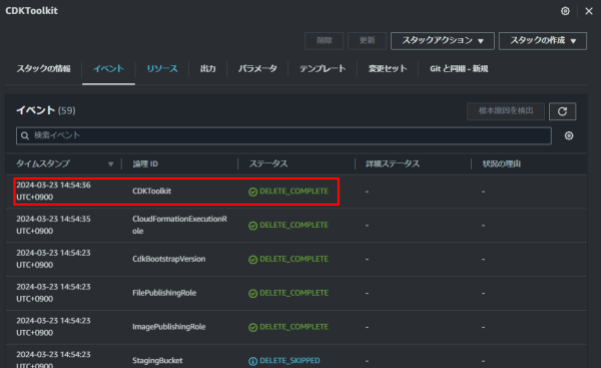 CDKToolkit
削除 更新 スタックアクション スタックの作成
スタックの情報 イベント リソース 出力 パラメータ テンプレート 変更セット Git と同期 - 新規
イベント (59) 根本原因を検出
検索イベント
タイムスタンプ 論理 ID ステータス 詳細ステータス 状況の理由
2024-03-23 14:54:36 CDKToolkit DELETE_COMPLETE - -
UTC+0900
2024-03-23 14:54:35 CloudFormationExecutionR DELETE_COMPLETE - -
UTC+0900 ole
2024-03-23 14:54:23 CdkBootstrapVersion DELETE_COMPLETE - -
UTC+0900
2024-03-23 14:54:23 FilePublishingRole DELETE_COMPLETE - -
UTC+0900
2024-03-23 14:54:23 ImagePublishingRole DELETE_COMPLETE - -
UTC+0900
2024-03-23 14:54:23 StagingBucket DELETE_SKIPPED - -
UTC+0900